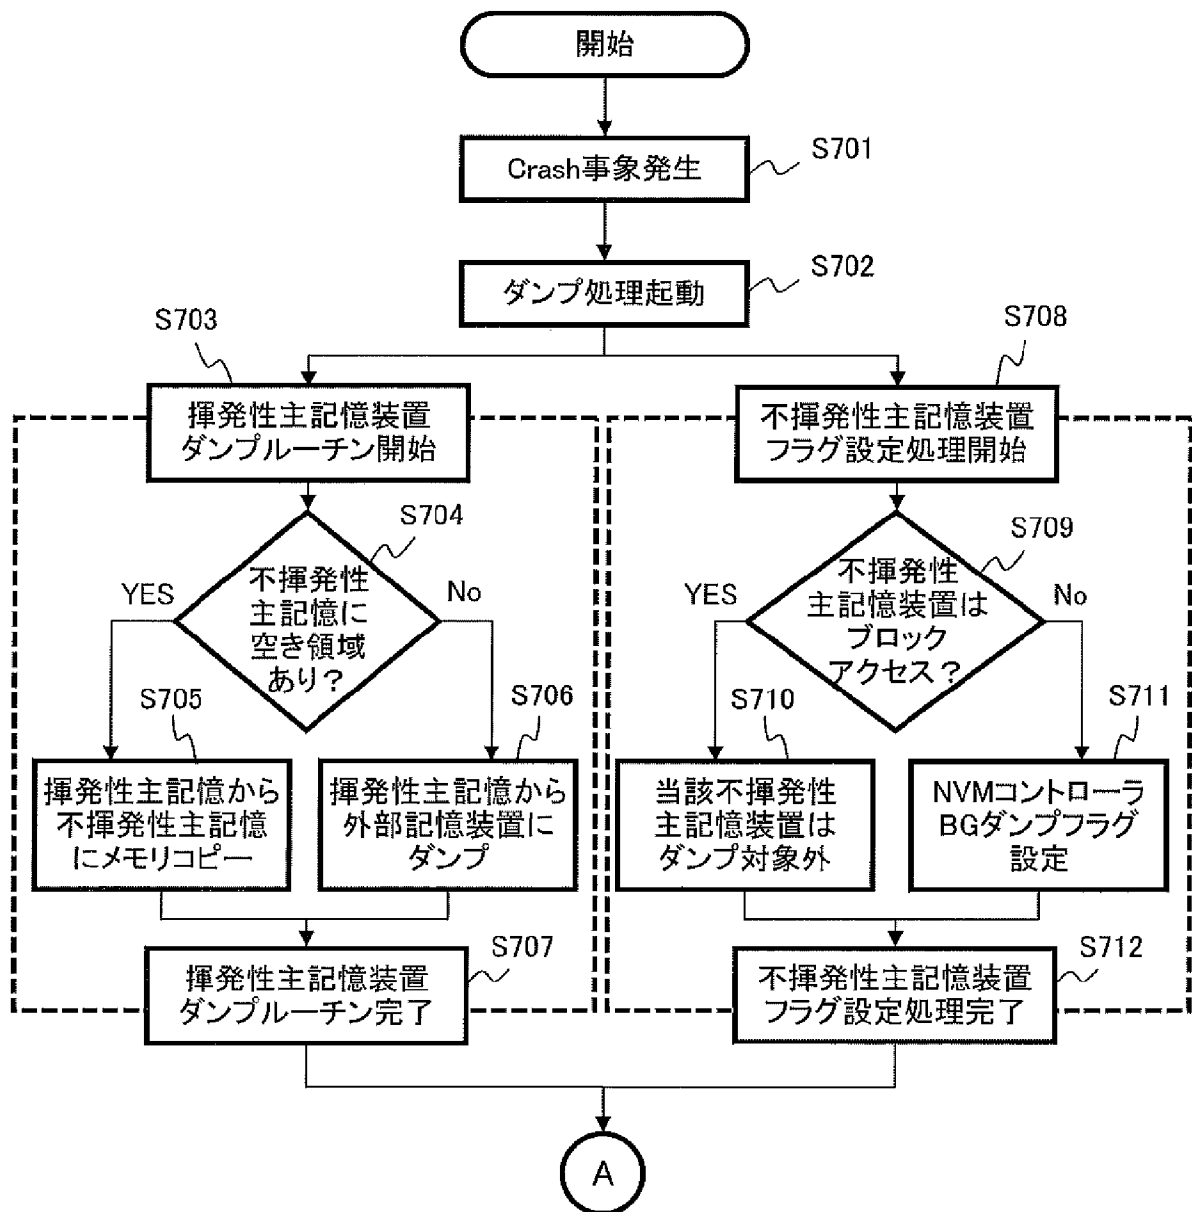 開始
Crash事象発生
S701
ダンプ処理起動
S702
S703
揮発性主記憶装置
ダンプルーチン開始
S704
不揮発性
主記憶に
空き領域
あり?
YES
No
S705
揮発性主記憶から
不揮発性主記憶
にメモリコピー
S706
揮発性主記憶から
外部記憶装置に
ダンプ
S707
揮発性主記憶装置
ダンプルーチン完了
S708
不揮発性主記憶装置
フラグ設定処理開始
S709
不揮発性
主記憶装置は
ブロック
アクセス?
YES
No
S710
当該不揮発性
主記憶装置は
ダンプ対象外
S711
NVMコントローラ
BGダンプフラグ
設定
S712
不揮発性主記憶装置
フラグ設定処理完了
A